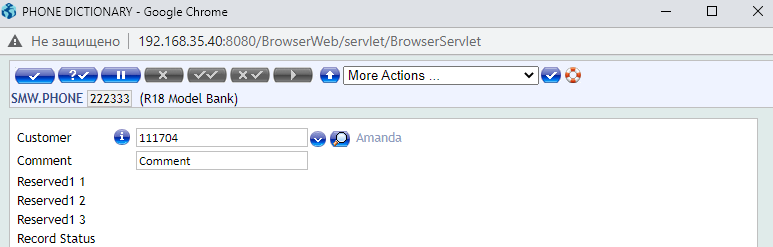 PHONE DICTIONARY - Google Chrome
Не защищено 192.168.35.40:8080/BrowserWeb/servlet/BrowserServlet
More Actions ...
SMW.PHONE 222333 (R18 Model Bank)
Customer 111704 Amanda
Comment Comment
Reserved1 1
Reserved1 2
Reserved1 3
Record Status